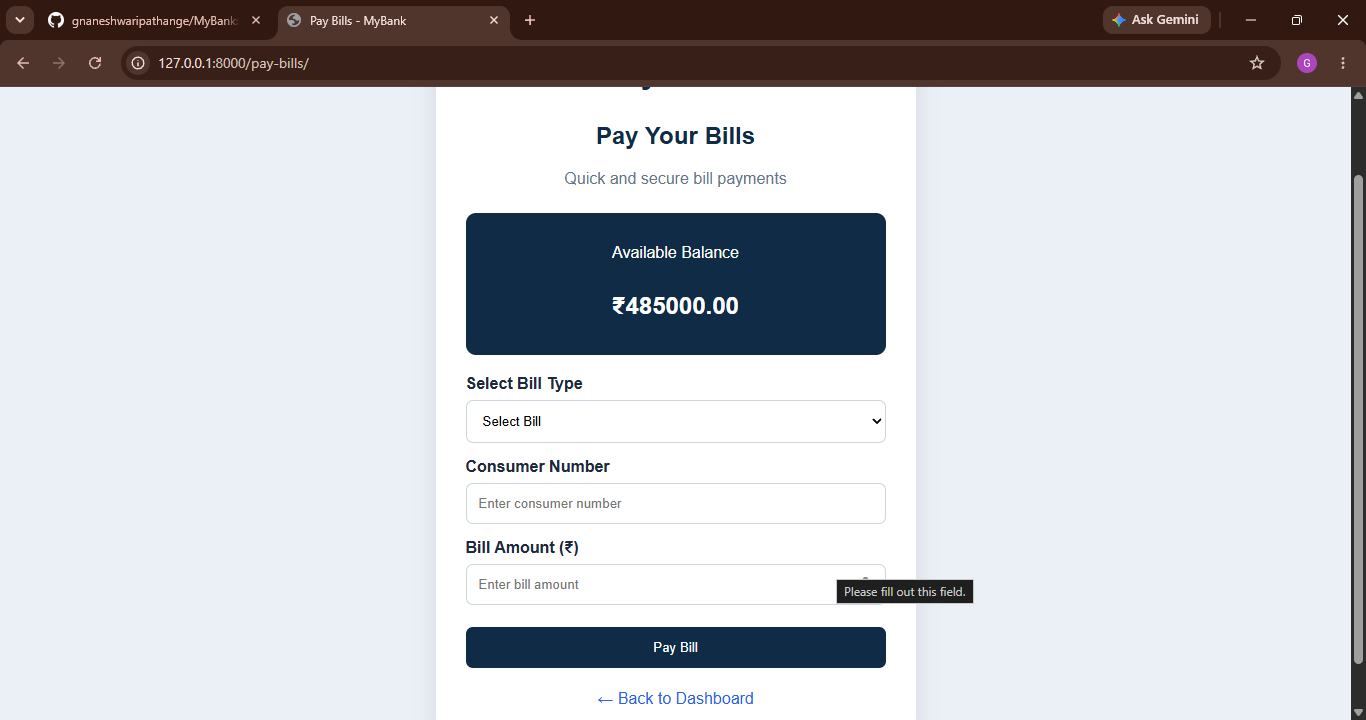 gnaneshwaripathange/MyBank
Pay Bills - MyBank
Ask Gemini
127.0.0.1:8000/pay-bills/
G
Pay Your Bills
Quick and secure bill payments
Available Balance
₹485000.00
Select Bill Type
Select Bill
Consumer Number
Enter consumer number
Bill Amount (₹)
Enter bill amount
Please fill out this field.
Pay Bill
← Back to Dashboard